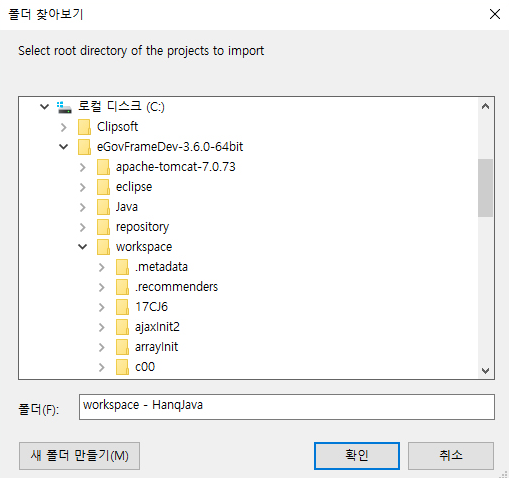 폴더 찾아보기
Select root directory of the projects to import
로컬 디스크 (C:)
Clipsoft
eGovFrameDev-3.6.0-64bit
apache-tomcat-7.0.73
eclipse
Java
repository
workspace
.metadata
.recommenders
17CJ6
ajaxInit2
arrayInit
c00
폴더(F): workspace - HanqJava
새 폴더 만들기(M) 확인 취소